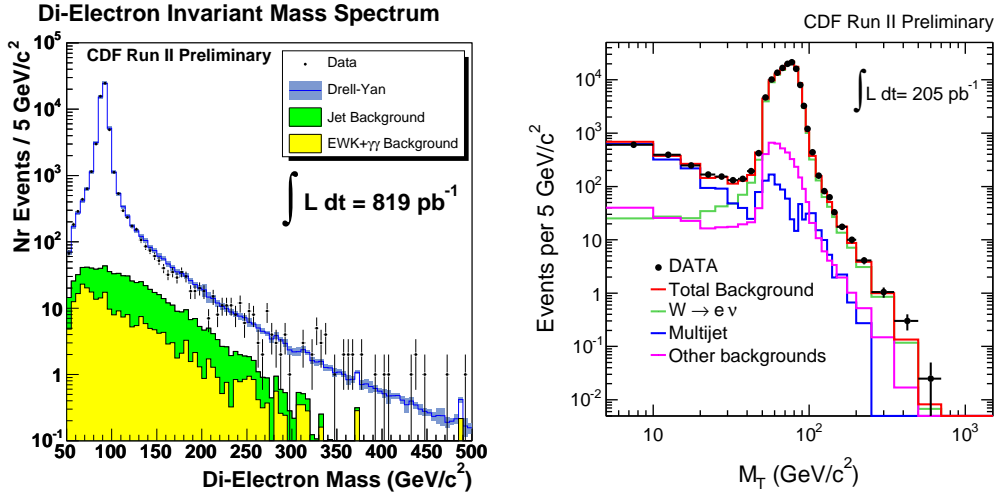 Di-Electron Invariant Mass Spectrum
CDF Run II Preliminary
Data
Drell-Yan
Jet Background
EWK+γγ Background
∫ L dt = 819 pb⁻¹
Nr Events / 5 GeV/c²
10⁵
10⁴
10³
10²
10
1
10⁻¹
50 100 150 200 250 300 350 400 450 500
Di-Electron Mass (GeV/c²)
CDF Run II Preliminary
∫ L dt= 205 pb⁻¹
Events per 5 GeV/c²
10⁴
10³
10²
10
1
10⁻¹
10⁻²
DATA
Total Background
W → e ν
Multijet
Other backgrounds
10 10² 10³
M_T (GeV/c²)